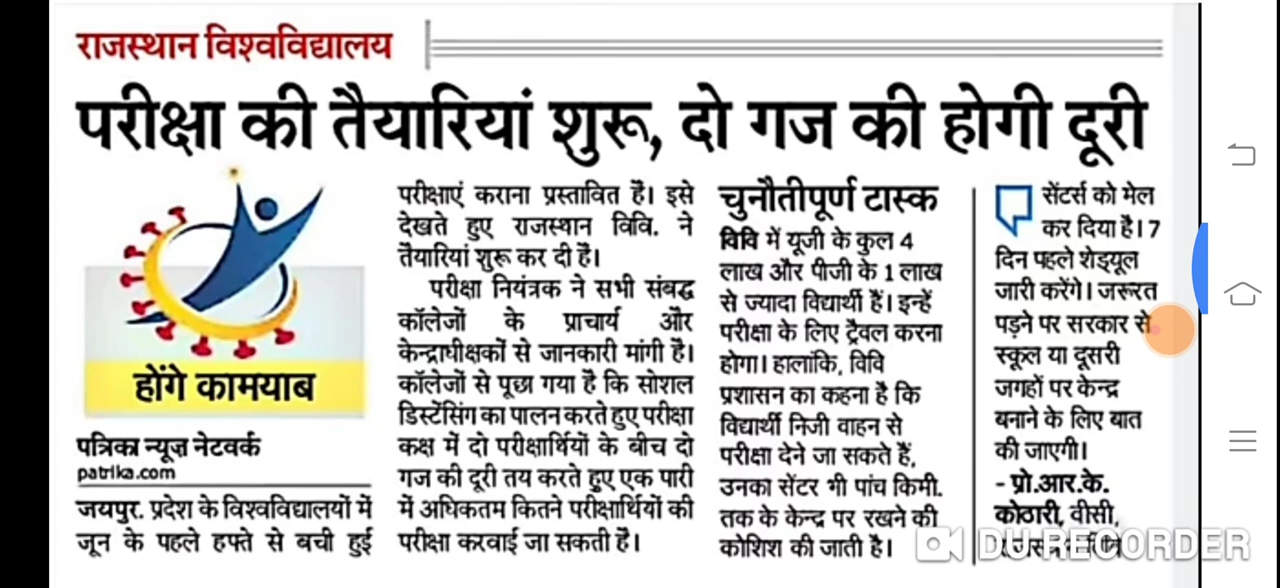 राजस्थान विश्वविद्यालय
परीक्षा की तैयारियां शुरू, दो गज की होगी दूरी
होंगे कामयाब
पत्रिका न्यूज़ नेटवर्क
patrika.com
जयपुर. प्रदेश के विश्वविद्यालयों में
जून के पहले हफ्ते से बची हुई
परीक्षाएं कराना प्रस्तावित है। इसे
देखते हुए राजस्थान विवि. ने
तैयारियां शुरू कर दी है।
परीक्षा नियंत्रक ने सभी संबद्ध
कॉलेजों के प्राचार्य और
केन्द्राधीक्षकों से जानकारी मांगी है।
कॉलेजों से पूछा गया है कि सोशल
डिस्टेंसिंग का पालन करते हुए परीक्षा
कक्ष में दो परीक्षार्थियों के बीच दो
गज की दूरी तय करते हुए एक पारी
में अधिकतम कितने परीक्षार्थियों की
परीक्षा करवाई जा सकती है।
चुनौतीपूर्ण टास्क
विवि में यूजी के कुल 4
लाख और पीजी के 1 लाख
से ज्यादा विद्यार्थी हैं। इन्हें
परीक्षा के लिए ट्रैवल करना
होगा। हालांकि, विवि
प्रशासन का कहना है कि
विद्यार्थी निजी वाहन से
परीक्षा देने जा सकते हैं,
उनका सेंटर भी पांच किमी.
तक के केन्द्र पर रखने की
कोशिश की जाती है।
सेंटर्स को मेल
कर दिया है। 7
दिन पहले शेड्यूल
जारी करेंगे। जरूरत
पड़ने पर सरकार से
स्कूल या दूसरी
जगहों पर केन्द्र
बनाने के लिए बात
की जाएगी।
- प्रो.आर.के.
कोठारी, वीसी,
DU RECORDER